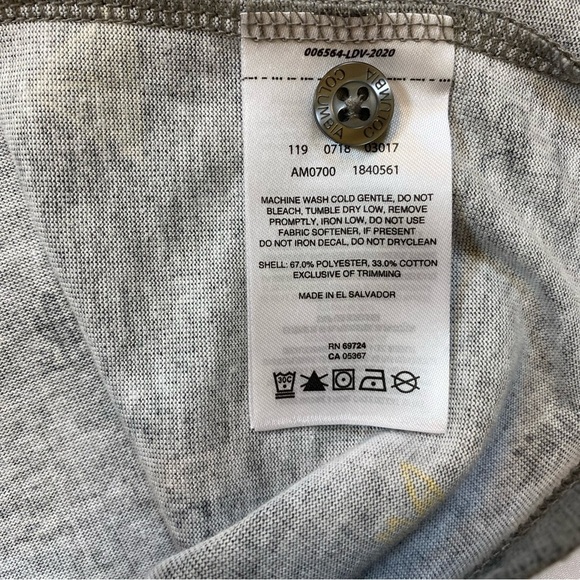 006564-LDV-2020
COLUMBIA COLUMBIA
119 0718 03017
AM0700 1840561
MACHINE WASH COLD GENTLE, DO NOT
BLEACH, TUMBLE DRY LOW, REMOVE
PROMPTLY, IRON LOW, DO NOT USE
FABRIC SOFTENER, IF PRESENT
DO NOT IRON DECAL, DO NOT DRYCLEAN
SHELL: 67.0% POLYESTER, 33.0% COTTON
EXCLUSIVE OF TRIMMING
MADE IN EL SALVADOR
RN 69724
CA 05367
30C